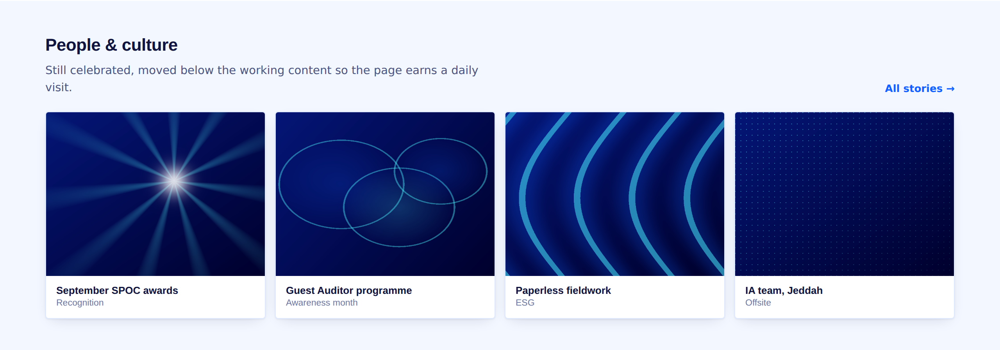 People & culture
Still celebrated, moved below the working content so the page earns a daily
visit.
All stories →
September SPOC awards
Recognition
Guest Auditor programme
Awareness month
Paperless fieldwork
ESG
IA team, Jeddah
Offsite